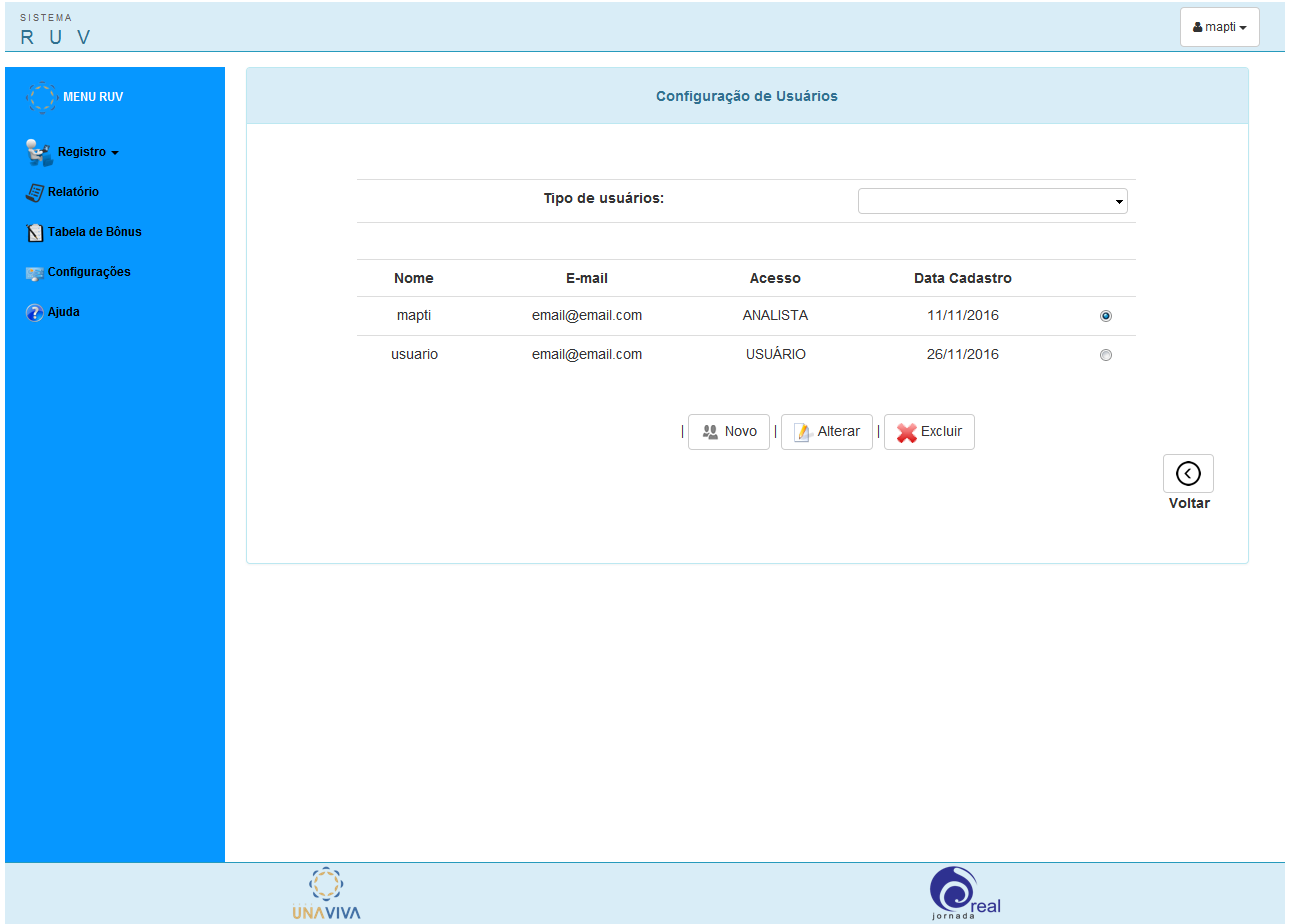 SISTEMA
R U V
mapti
MENU RUV
Registro
Relatório
Tabela de Bônus
Configurações
Ajuda
Configuração de Usuários
Tipo de usuários:
Nome E-mail Acesso Data Cadastro
mapti email@email.com ANALISTA 11/11/2016
usuario email@email.com USUÁRIO 26/11/2016
| Novo | Alterar | Excluir
Voltar
UNAVIVA
real
jornada